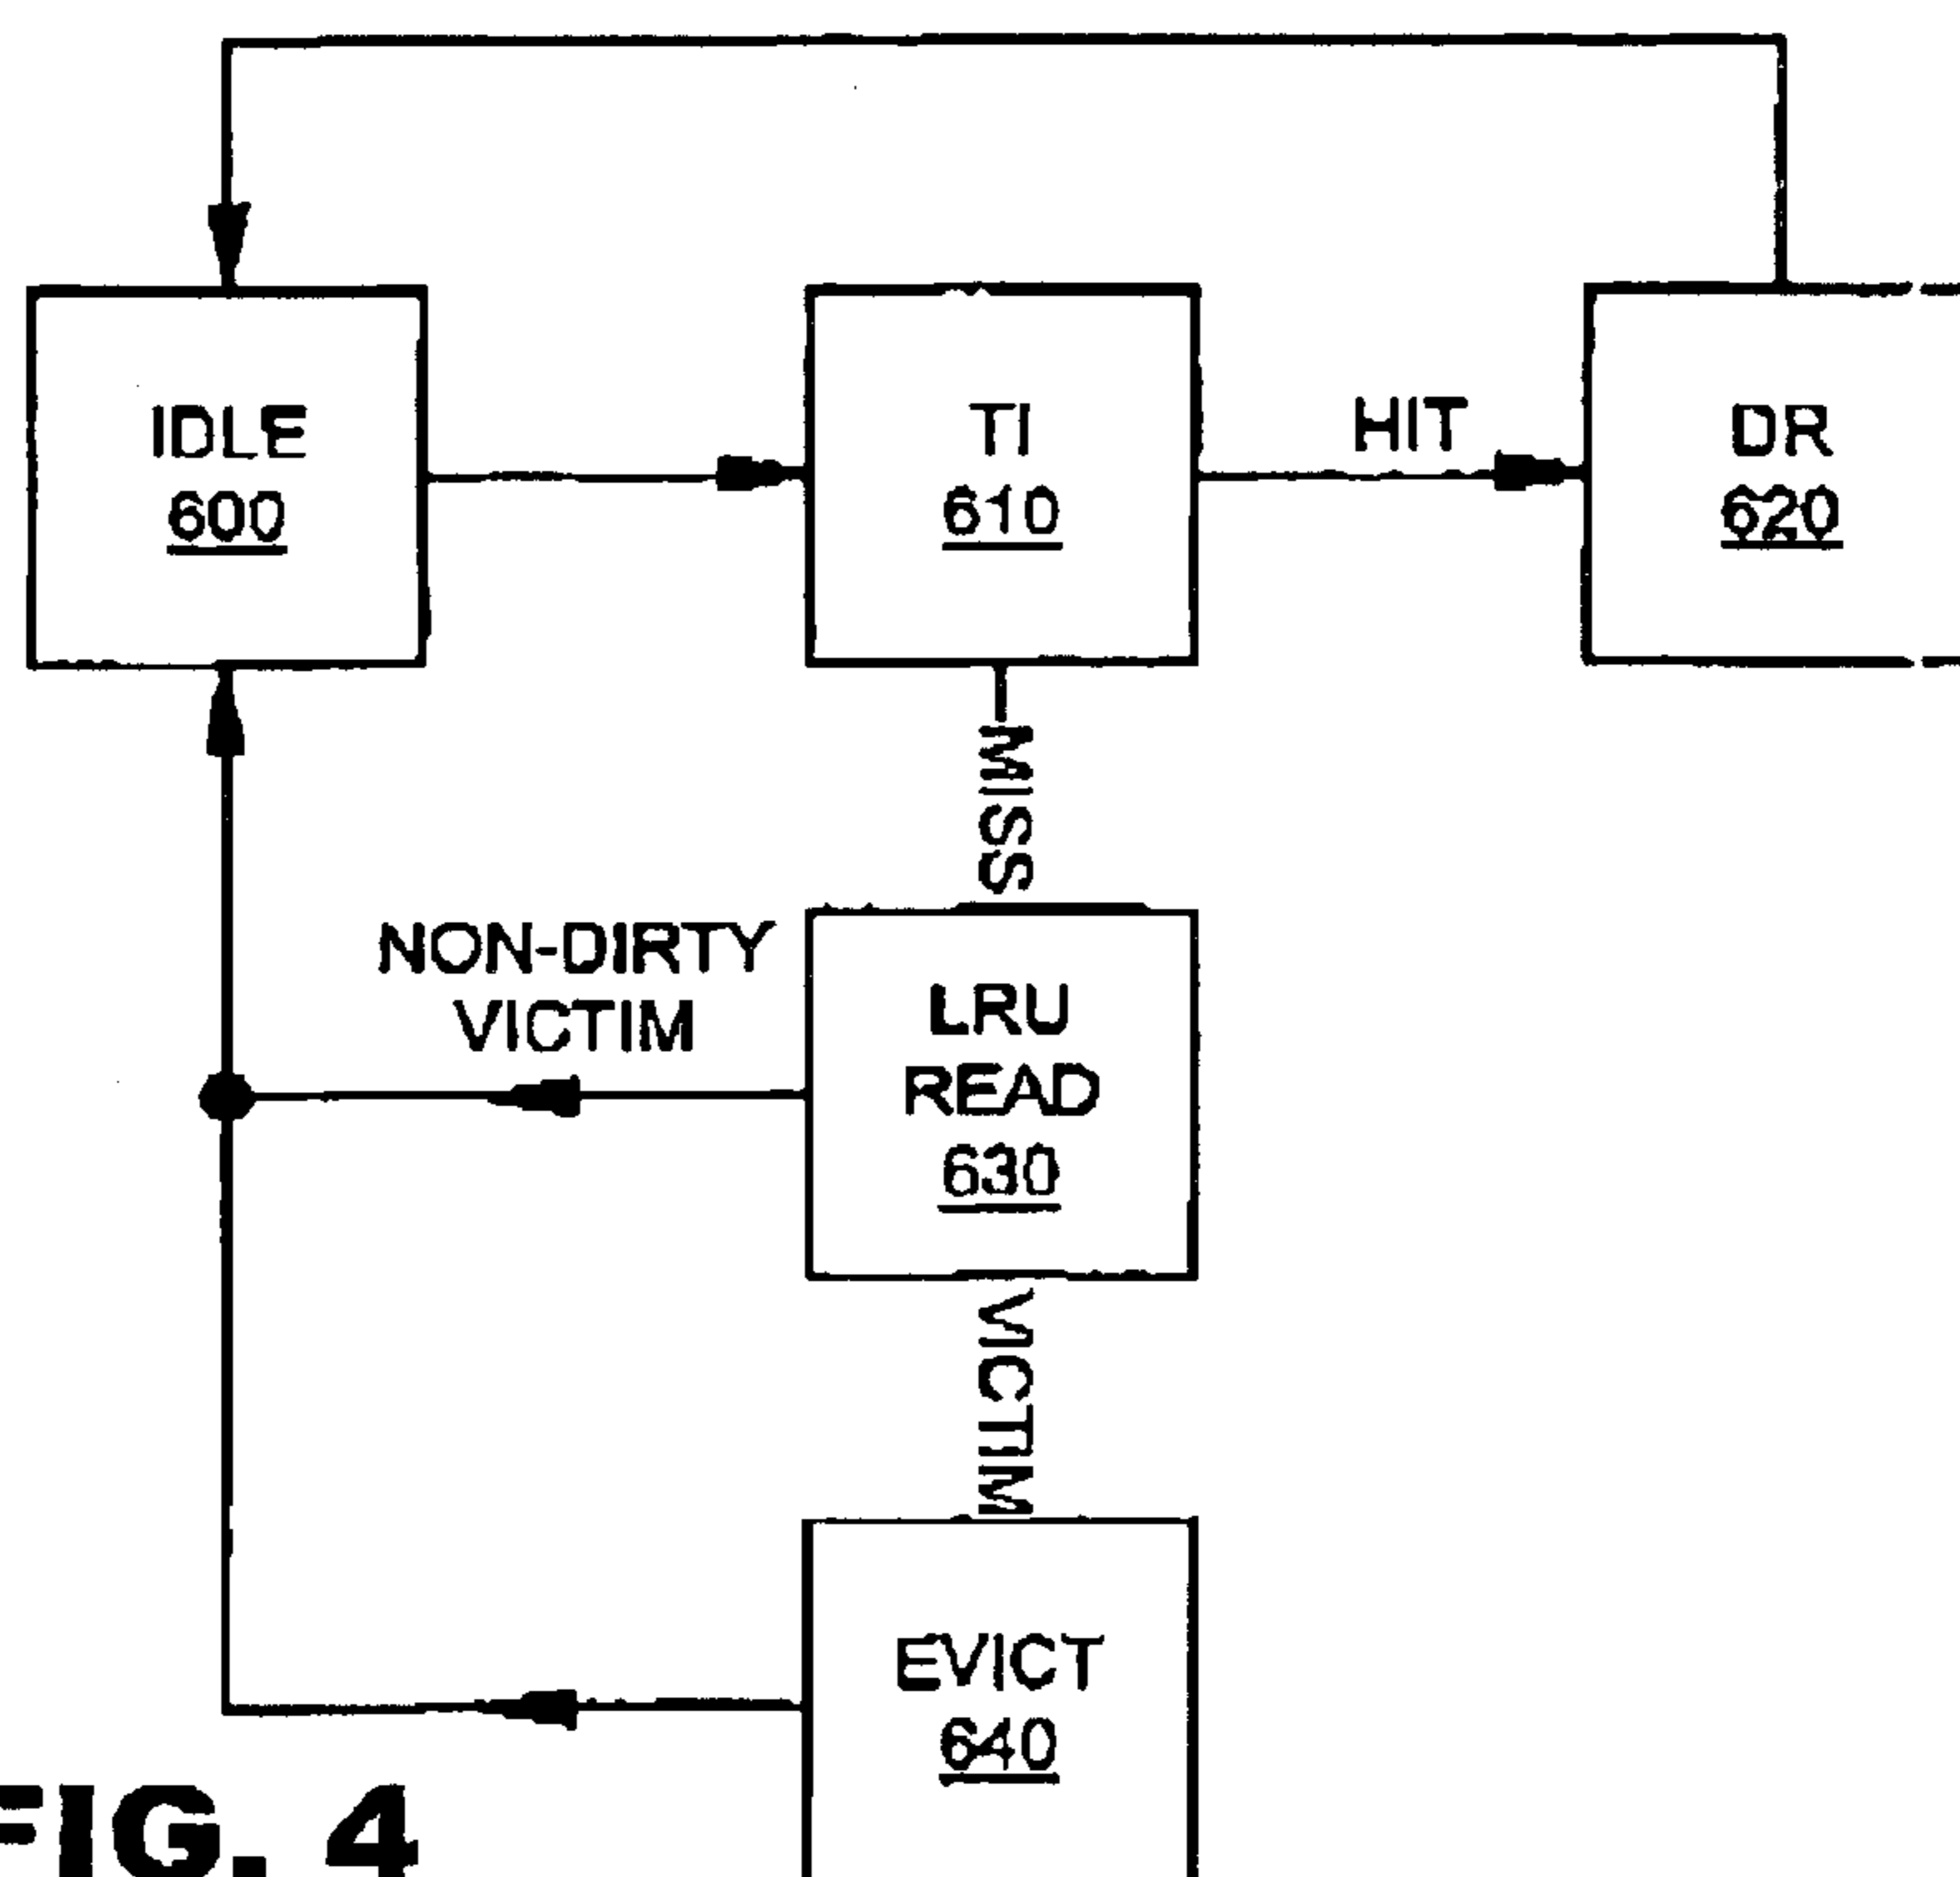 IDLE
600
TI
610
HIT
DR
620
MISS
NON-DIRTY
VICTIM
LRU
READ
630
VICTIM
EVICT
640
FIG. 4